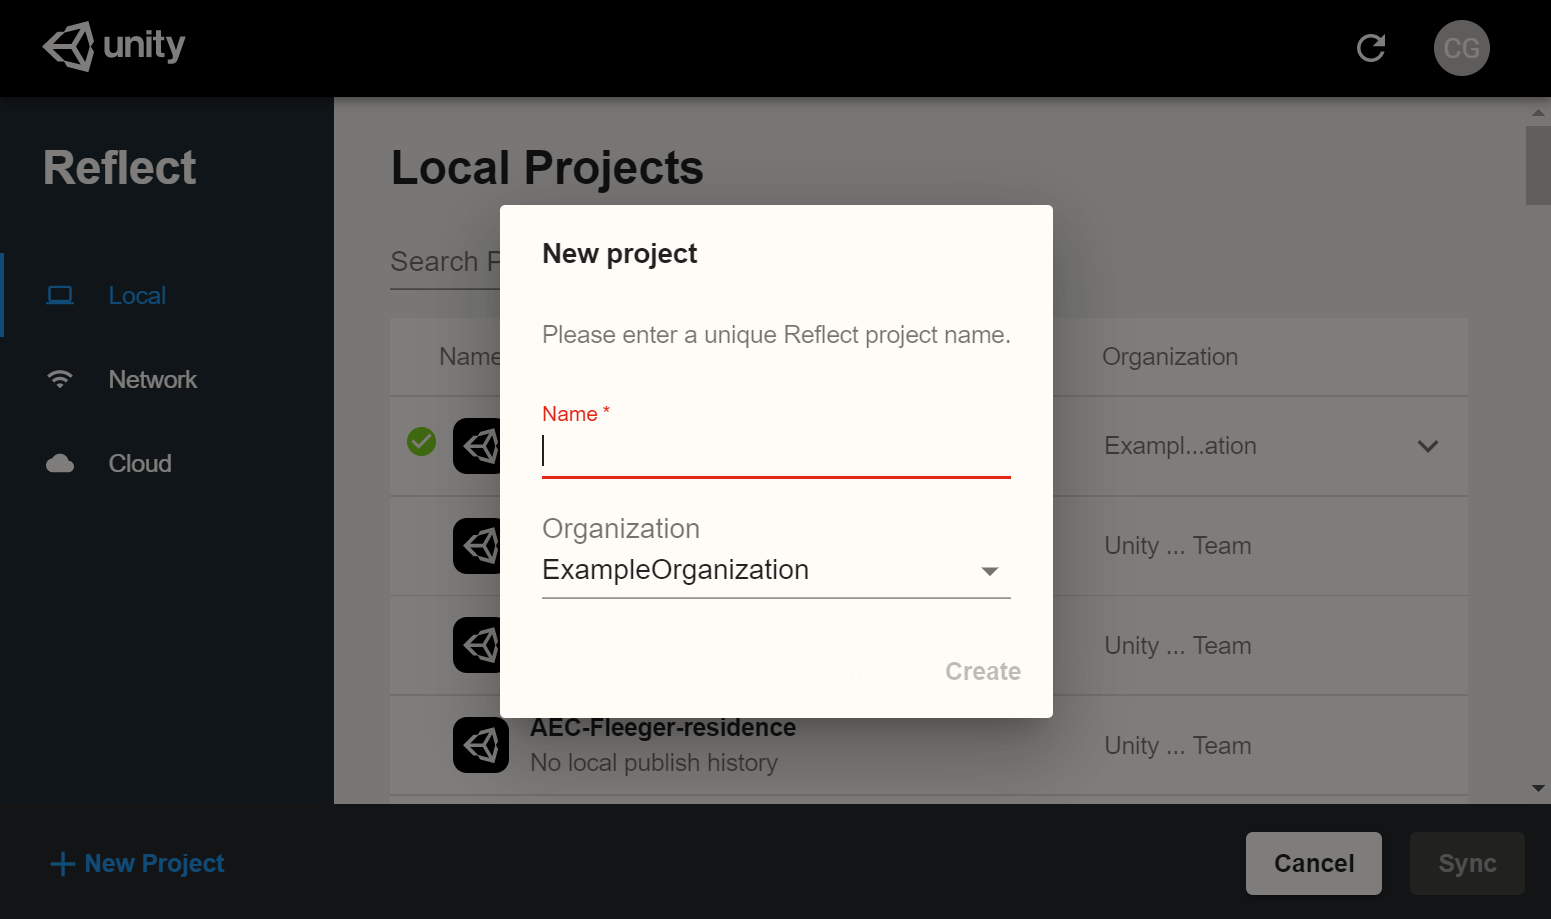 unity
CG
Reflect
Local
Network
Cloud
Local Projects
Search
Name
Organization
Exampl...ation
Unity ... Team
Unity ... Team
AEC-Fleeger-residence
No local publish history
Unity ... Team
New project
Please enter a unique Reflect project name.
Name *
Organization
ExampleOrganization
Create
New Project
Cancel
Sync